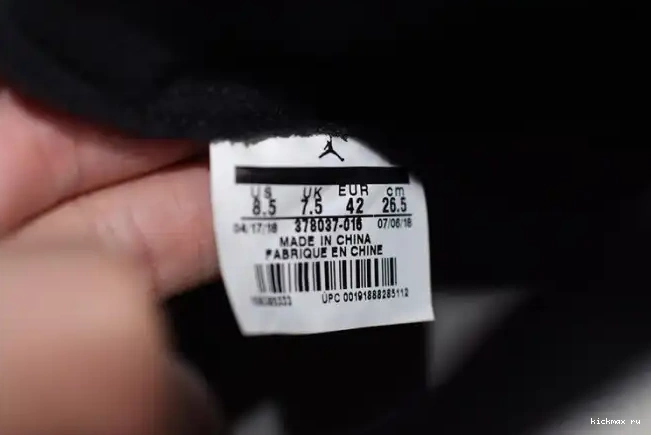 US UK EUR cm
8.5 7.5 42 26.5
04/17/18 378037-016 07/06/18
MADE IN CHINA
FABRIQUE EN CHINE
UPC 00191888285112
kickmax ru